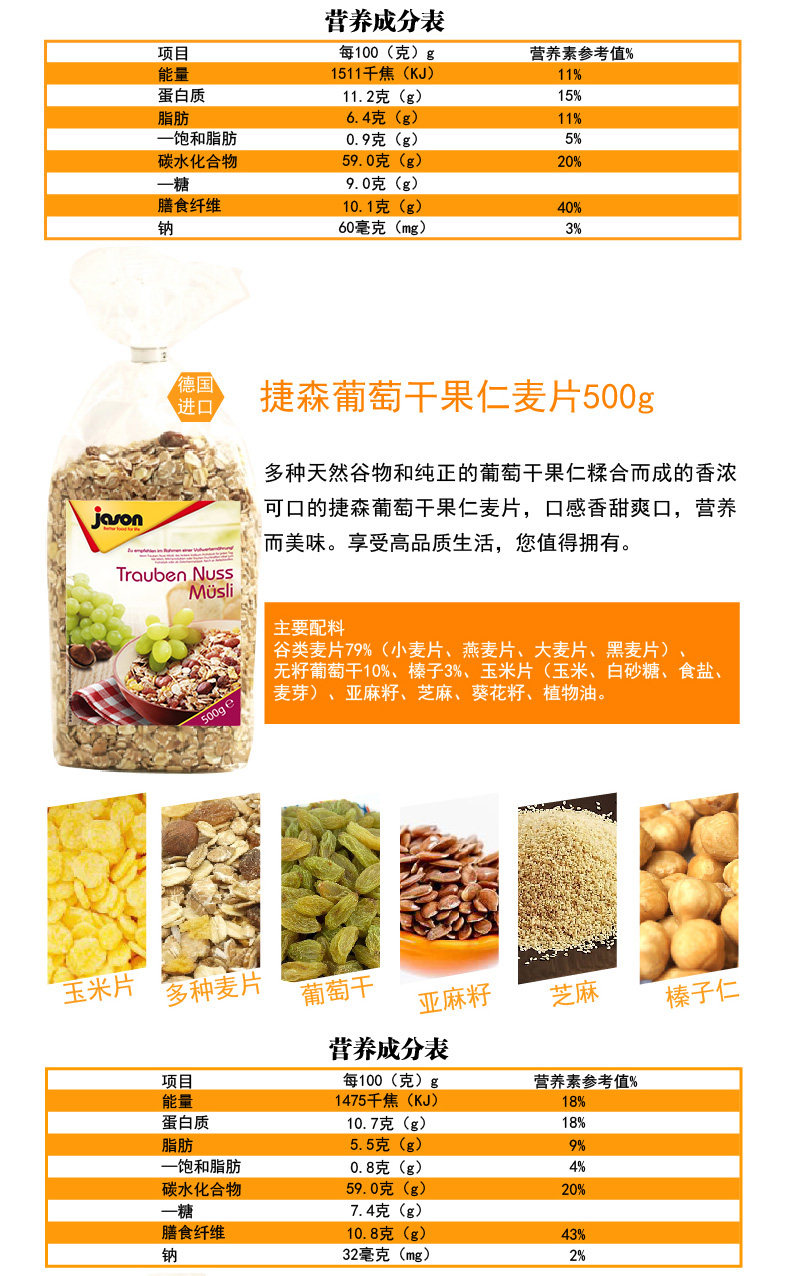 营养成分表
项目 每100（克）g 营养素参考值%
能量 1511千焦（KJ） 11%
蛋白质 11.2克（g） 15%
脂肪 6.4克（g） 11%
—饱和脂肪 0.9克（g） 5%
碳水化合物 59.0克（g） 20%
—糖 9.0克（g）
膳食纤维 10.1克（g） 40%
钠 60毫克（mg） 3%
德国
进口
捷森葡萄干果仁麦片500g
多种天然谷物和纯正的葡萄干果仁糅合而成的香浓
可口的捷森葡萄干果仁麦片，口感香甜爽口，营养
而美味。享受高品质生活，您值得拥有。
jason
Better food for life
Zu empfehlen im Rahmen einer Vollwerternährung!
Trauben Nuss
Müsli
500g e
主要配料
谷类麦片79%（小麦片、燕麦片、大麦片、黑麦片）、
无籽葡萄干10%、榛子3%、玉米片（玉米、白砂糖、食盐、
麦芽）、亚麻籽、芝麻、葵花籽、植物油。
玉米片 多种麦片 葡萄干 亚麻籽 芝麻 榛子仁
营养成分表
项目 每100（克）g 营养素参考值%
能量 1475千焦（KJ） 18%
蛋白质 10.7克（g） 18%
脂肪 5.5克（g） 9%
—饱和脂肪 0.8克（g） 4%
碳水化合物 59.0克（g） 20%
—糖 7.4克（g）
膳食纤维 10.8克（g） 43%
钠 32毫克（mg） 2%